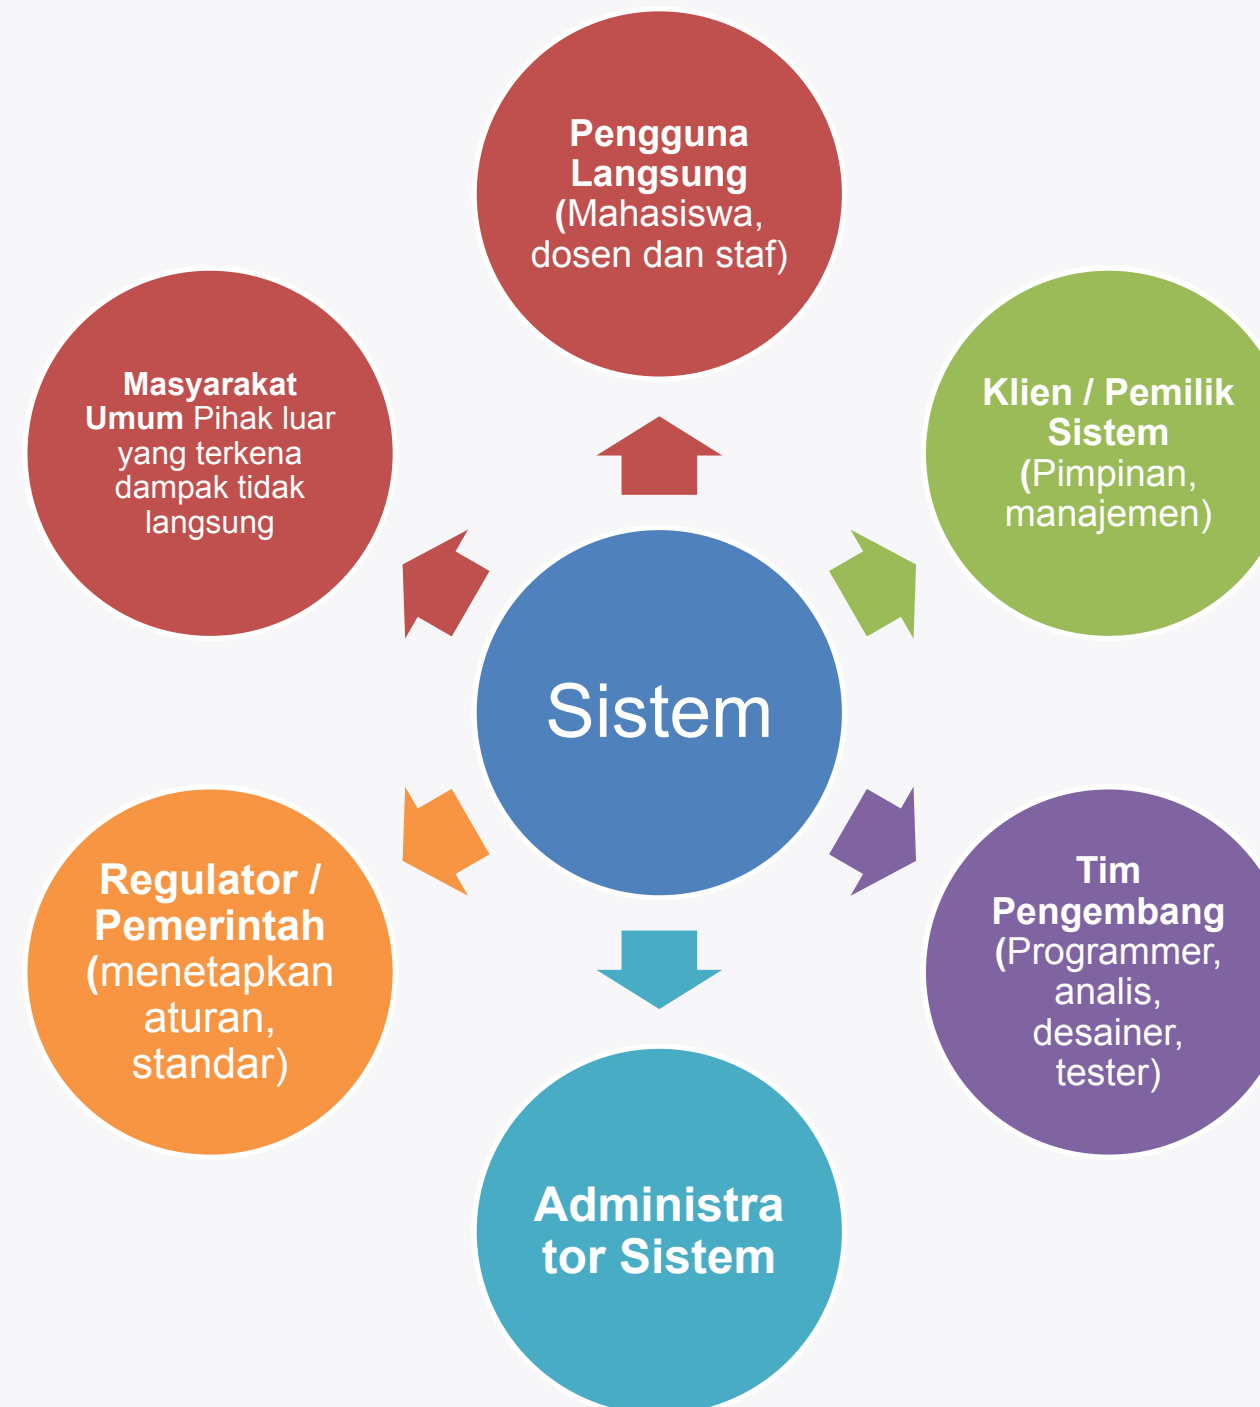 Pengguna
Langsung
(Mahasiswa,
dosen dan staf)
Klien / Pemilik
Sistem
(Pimpinan,
manajemen)
Tim
Pengembang
(Programmer,
analis,
desainer,
tester)
Administra
tor Sistem
Regulator /
Pemerintah
(menetapkan
aturan,
standar)
Masyarakat
Umum Pihak luar
yang terkena
dampak tidak
langsung
Sistem